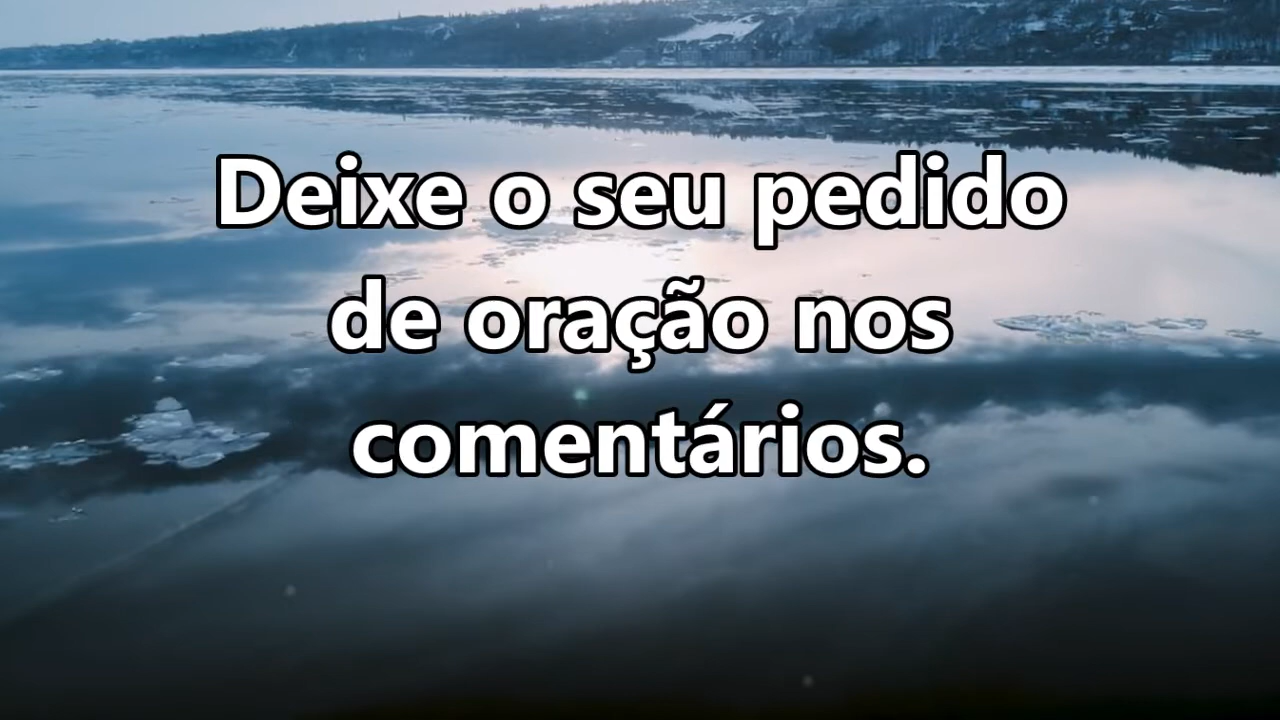 Deixe o seu pedido
de oração nos
comentários.